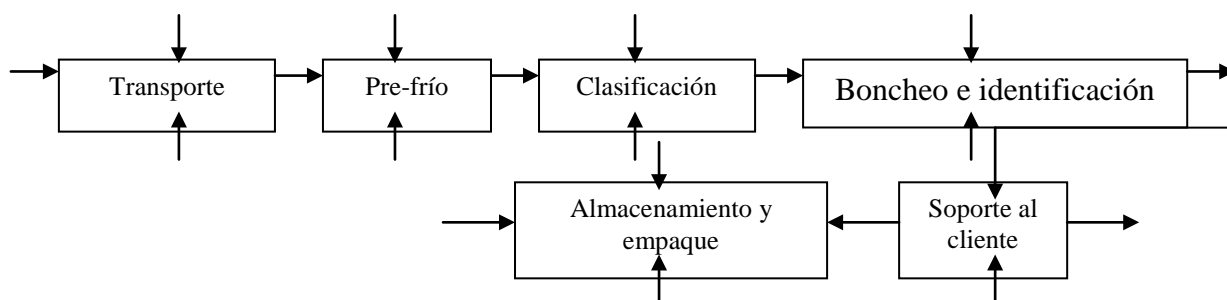 Transporte
Pre-frío
Clasificación
Boncheo e identificación
Almacenamiento y
empaque
Soporte al
cliente